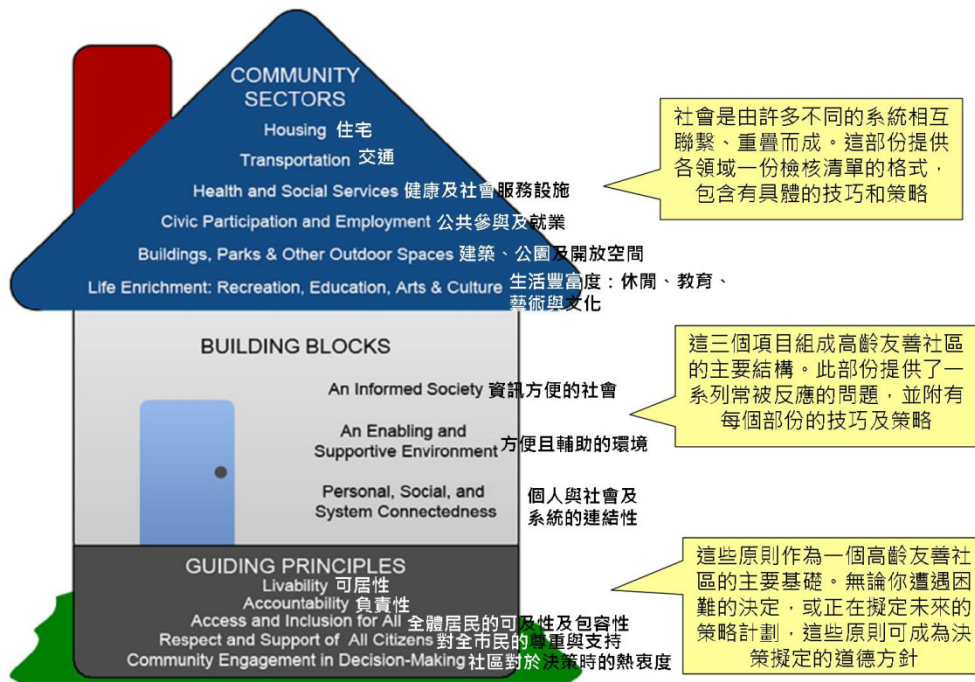 COMMUNITY
SECTORS
Housing 住宅
Transportation 交通
Health and Social Services 健康及社會服務設施
Civic Participation and Employment 公共參與及就業
Buildings, Parks & Other Outdoor Spaces 建築、公園及開放空間
Life Enrichment: Recreation, Education, Arts & Culture 生活豐富度：休閒、教育、
藝術與文化
社會是由許多不同的系統相互
聯繫、重疊而成。這部份提供
各領域一份檢核清單的格式，
包含有具體的技巧和策略
BUILDING BLOCKS
An Informed Society 資訊方便的社會
An Enabling and
Supportive Environment 方便且輔助的環境
Personal, Social, and
System Connectedness
個人與社會及
系統的連結性
這三個項目組成高齡友善社區
的主要結構。此部份提供了一
系列常被反應的問題，並附有
每個部份的技巧及策略
GUIDING PRINCIPLES
Livability 可居性
Accountability 負責性
Access and Inclusion for All 全體居民的可及性及包容性
Respect and Support of All Citizens 對全市民的尊重與支持
Community Engagement in Decision-Making 社區對於決策時的熱衷度
這些原則作為一個高齡友善社
區的主要基礎。無論你遭遇困
難的決定，或正在擬定未來的
策略計劃，這些原則可成為決
策擬定的道德方針